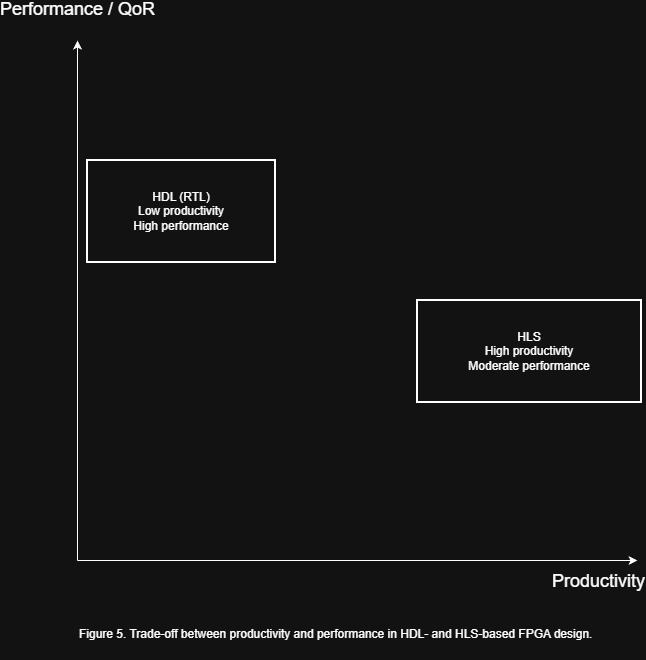 Performance / QoR
HDL (RTL)
Low productivity
High performance
HLS
High productivity
Moderate performance
Productivity
Figure 5. Trade-off between productivity and performance in HDL- and HLS-based FPGA design.